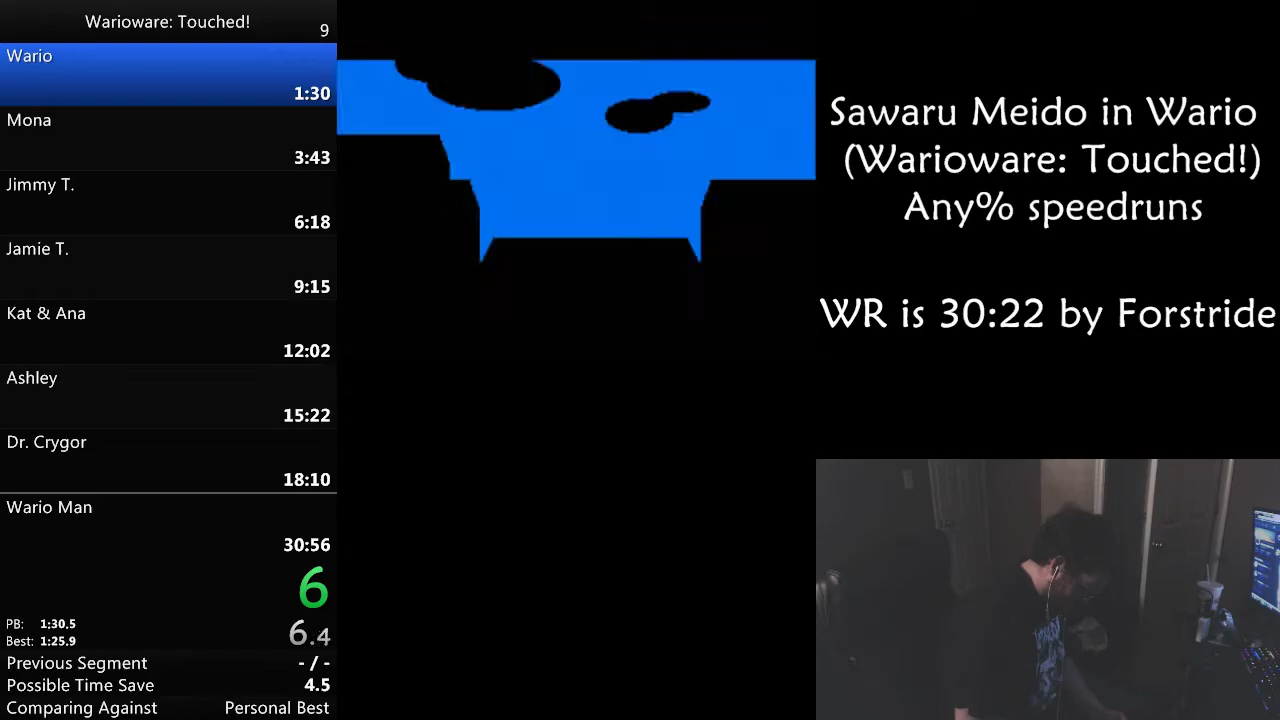 Warioware: Touched!
9
Wario
1:30
Mona
3:43
Jimmy T.
6:18
Jamie T.
9:15
Kat & Ana
12:02
Ashley
15:22
Dr. Crygor
18:10
Wario Man
30:56
6
PB: 1:30.5
Best: 1:25.9
6.4
Previous Segment - / -
Possible Time Save 4.5
Comparing Against Personal Best
Sawaru Meido in Wario
(Warioware: Touched!)
Any% speedruns
WR is 30:22 by Forstride